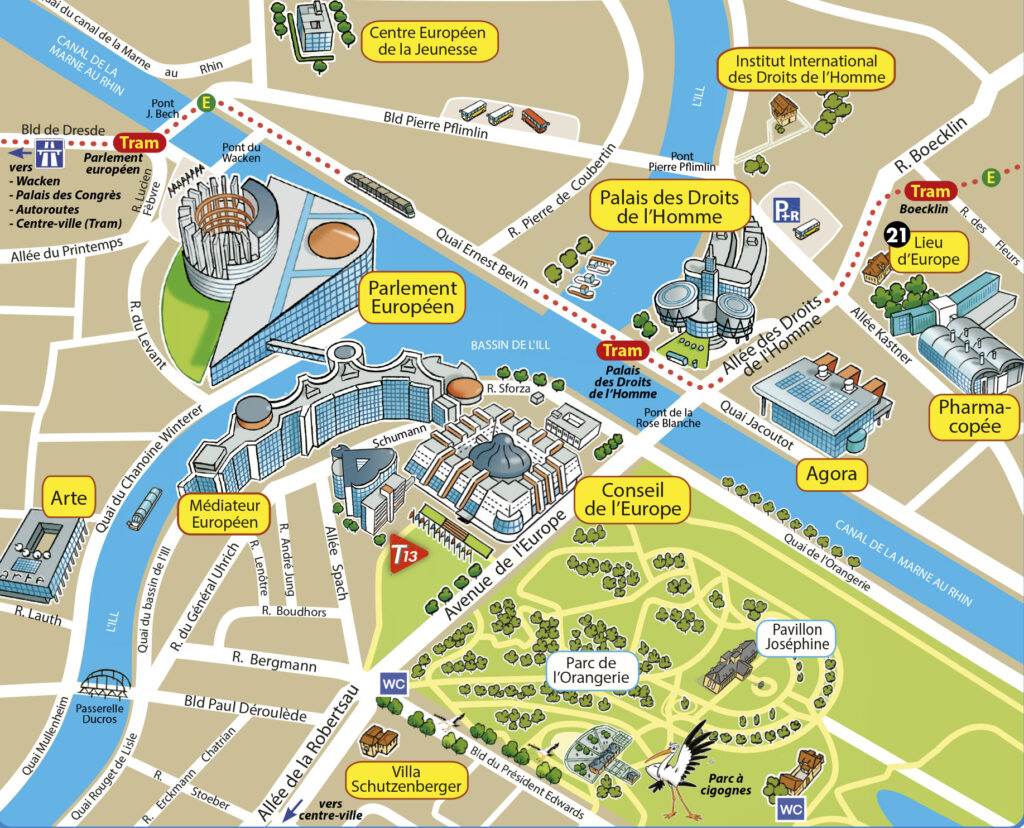 Quai du canal de la Marne
au Rhin
CANAL DE LA
MARNE AU RHIN
Centre Européen
de la Jeunesse
L'ILL
Institut International
des Droits de l'Homme
Pont
J. Bech
E
Bld Pierre Pflimlin
R. Boecklin
Bld de Dresde
Tram
Parlement
européen
vers
- Wacken
- Palais des Congrès
- Autoroutes
- Centre-ville (Tram)
Pont du
Wacken
R. Lucien
Fèbvre
Allée du Printemps
R. Pierre de Coubertin
Pont
Pierre Pflimlin
Palais des Droits
de l'Homme
P+R
Tram
Boecklin
E
R. des
Fleurs
21
Lieu
d'Europe
Quai Ernest Bevin
Parlement
Européen
R. du Levant
BASSIN DE L'ILL
Tram
Palais
des Droits
de l'Homme
Allée des Droits
de l'Homme
Allée Kastner
Pharma-
copée
Pont de la
Rose Blanche
Quai Jacoutot
Agora
R. Sforza
Schumann
Quai du Chanoine Winterer
Arte
arte
Médiateur
Européen
Conseil
de l'Europe
T13
Avenue de l'Europe
CANAL DE LA MARNE AU RHIN
Quai de l'Orangerie
R. Lauth
L'ILL
Quai du bassin de l'Ill
R. du Général Uhrich
R. Lenôtre
R. André Jung
Allée Spach
R. Boudhors
R. Bergmann
Bld Paul Déroulède
Passerelle
Ducros
Quai Mullenheim
Quai Rouget de Lisle
R. Erckmann Chatrian
R. Stoeber
Allée de la Robertsau
vers
centre-ville
WC
Villa
Schutzenberger
Bld du Président Edwards
Parc de
l'Orangerie
Pavillon
Joséphine
Parc à
cigognes
WC